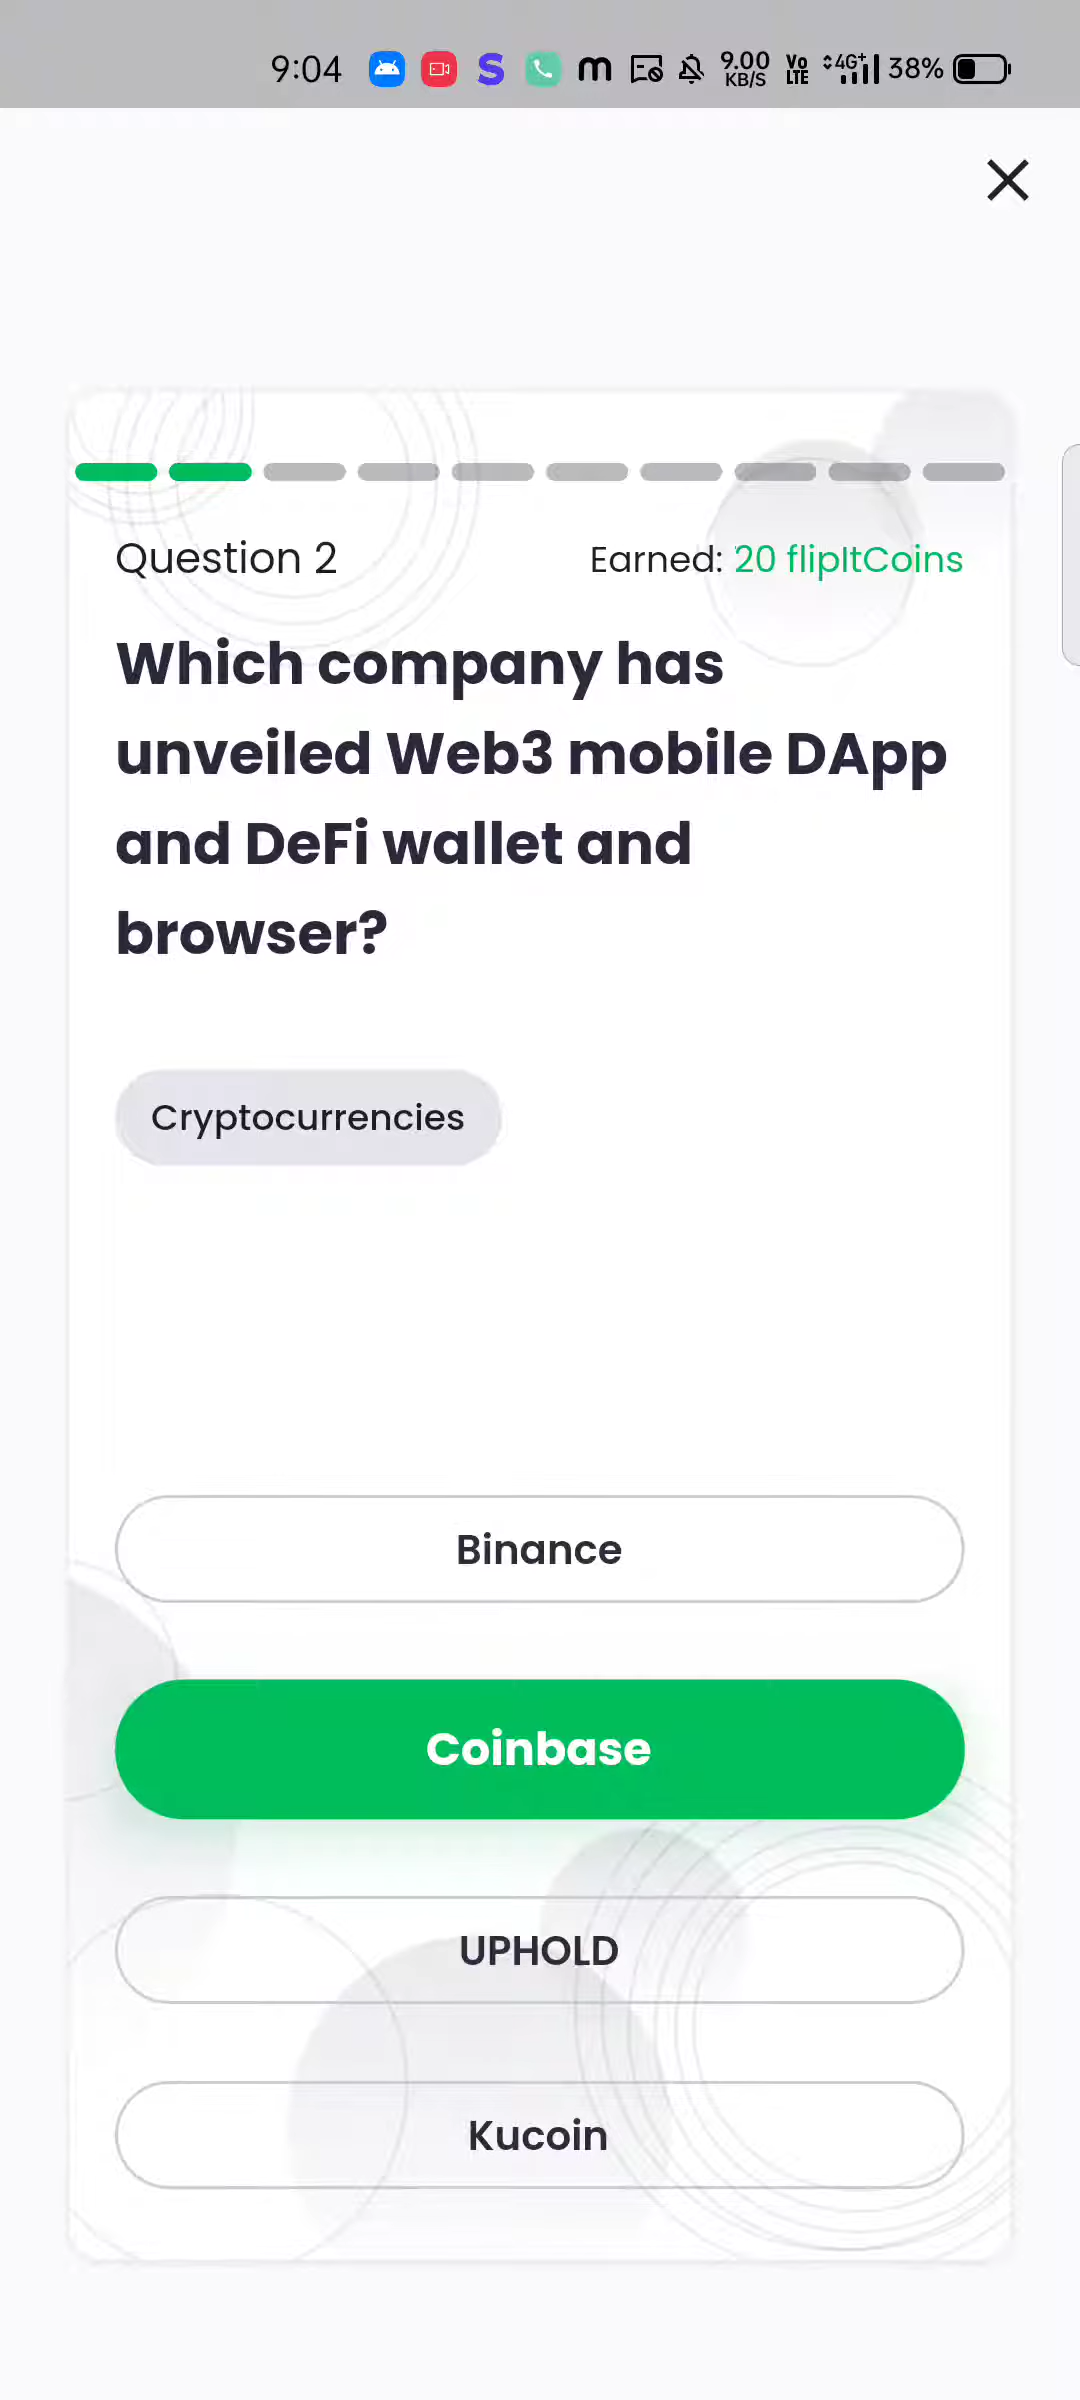 9:04 S m 9.00 KB/S Vo LTE 4G+ 38%
Question 2
Earned: 20 flipItCoins
Which company has
unveiled Web3 mobile DApp
and DeFi wallet and
browser?
Cryptocurrencies
Binance
Coinbase
UPHOLD
Kucoin